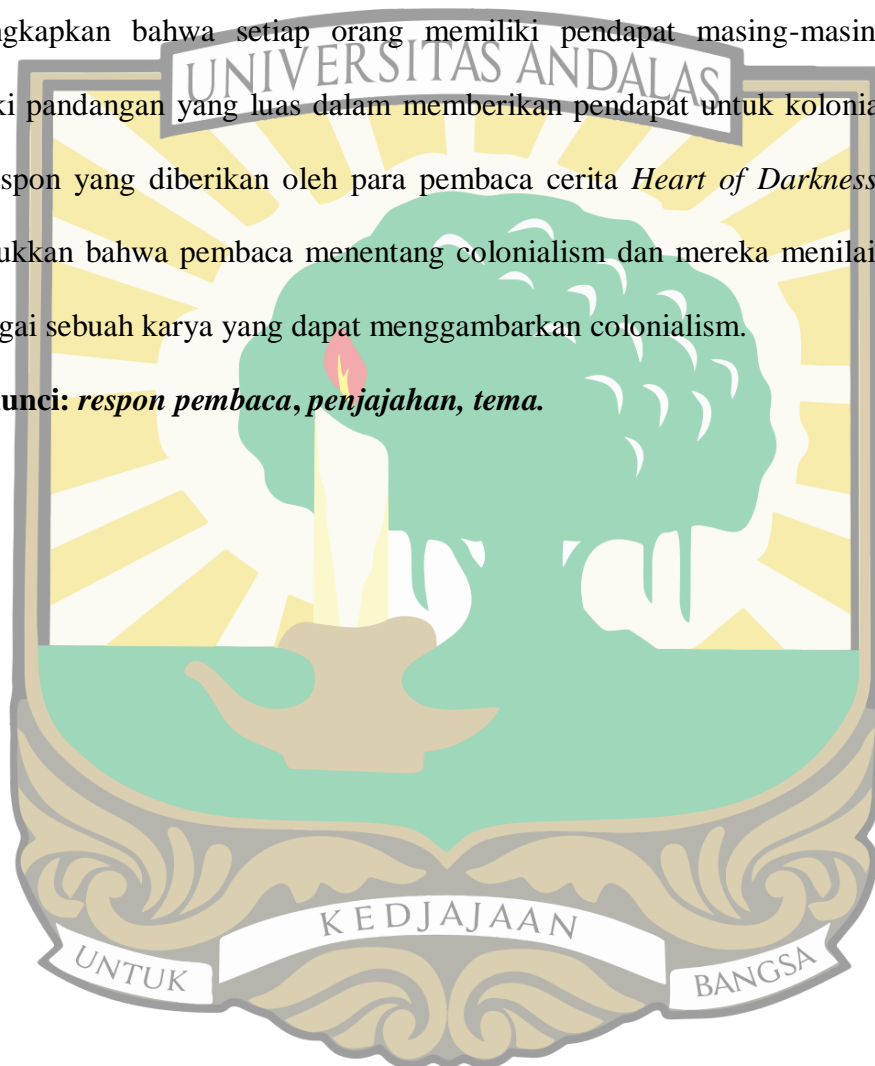 ngkapkan bahwa setiap orang memiliki pendapat masing-masin
UNIVERSITAS ANDALAS
ki pandangan yang luas dalam memberikan pendapat untuk kolonia
spon yang diberikan oleh para pembaca cerita Heart of Darkness
ukkan bahwa pembaca menentang colonialism dan mereka menilai
gai sebuah karya yang dapat menggambarkan colonialism.
unci: respon pembaca, penjajahan, tema.
KEDJAJAAN
UNTUK
BANGSA